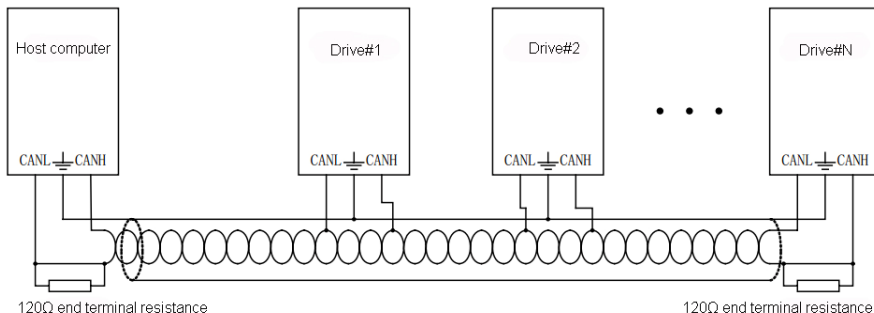 Host computer
Drive#1
Drive#2
Drive#N
CANL CANH
CANL CANH
CANL CANH
CANL CANH
120Ω end terminal resistance
120Ω end terminal resistance